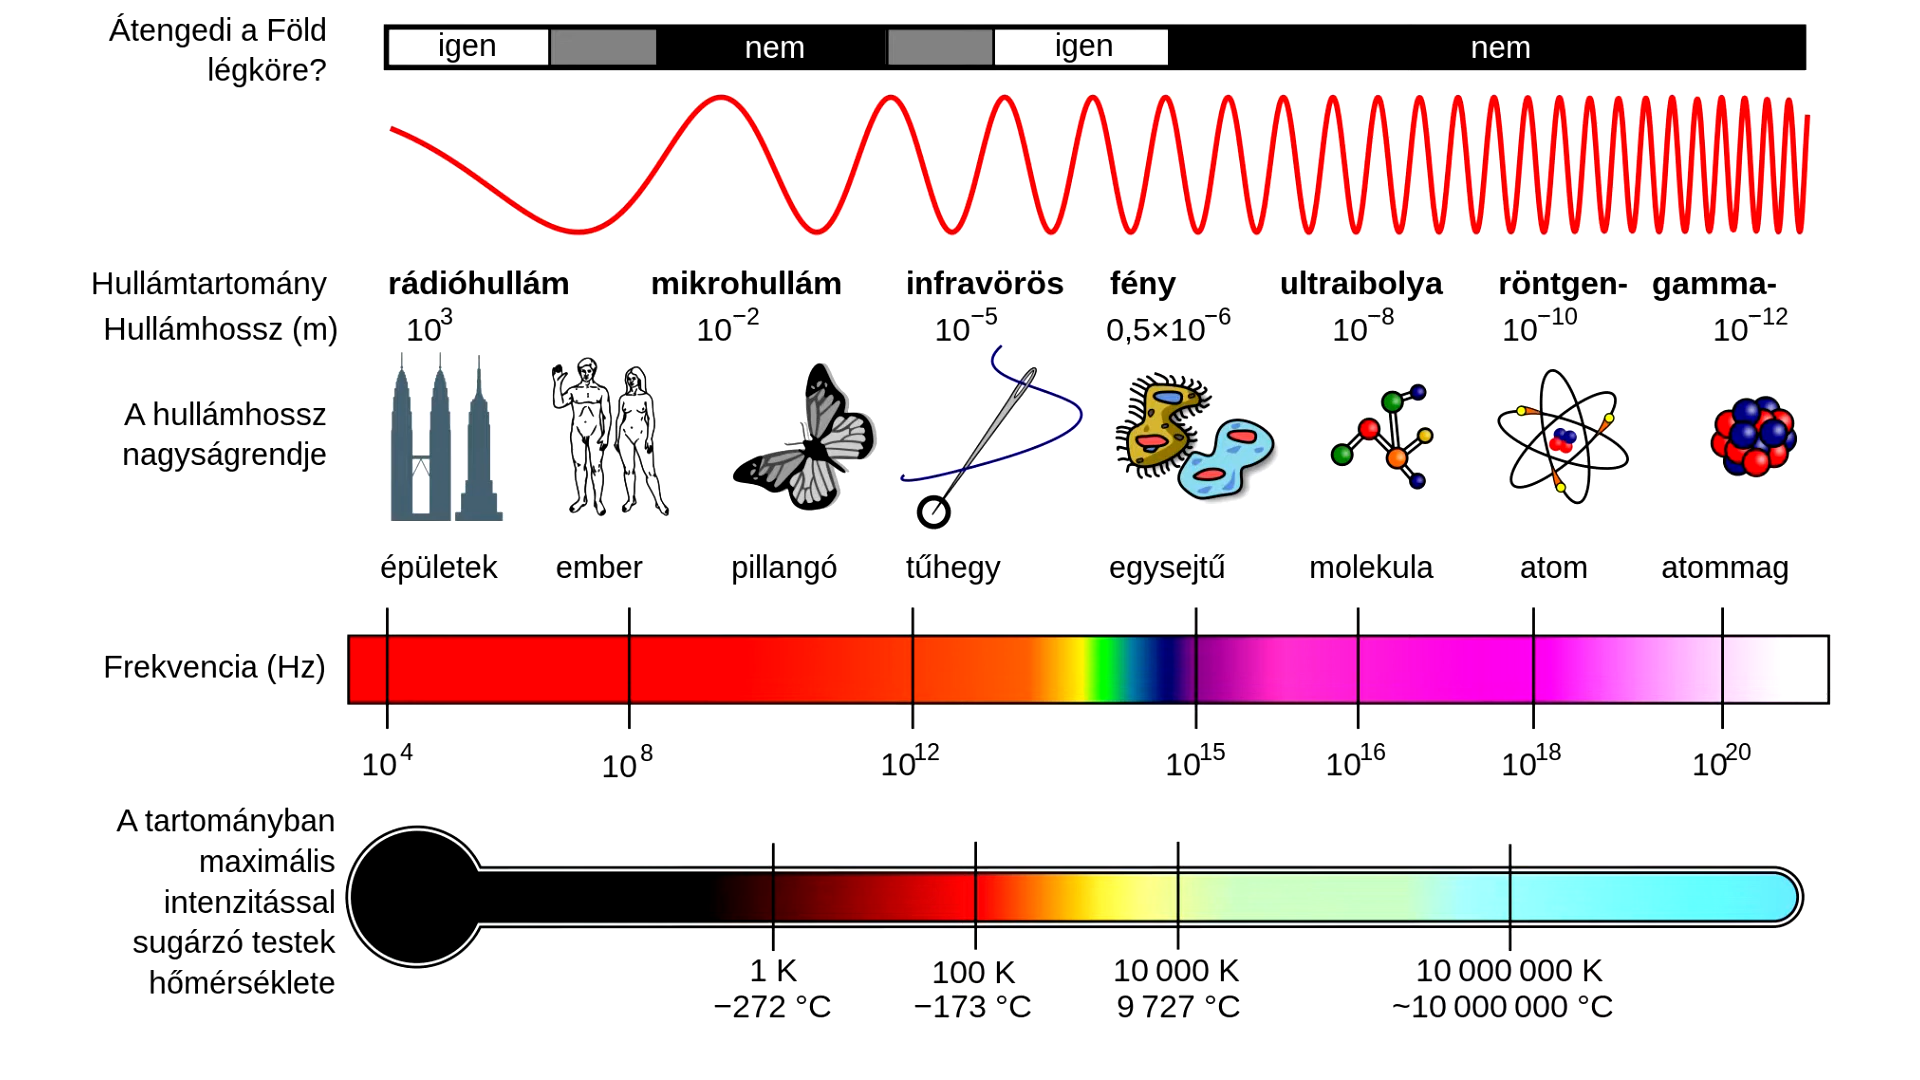 Átengedi a Föld
légköre?
igen nem igen nem
Hullámtartomány rádióhullám mikrohullám infravörös fény ultraibolya röntgen- gamma-
Hullámhossz (m) 10³ 10⁻² 10⁻⁵ 0,5×10⁻⁶ 10⁻⁸ 10⁻¹⁰ 10⁻¹²
A hullámhossz
nagyságrendje
épületek ember pillangó tűhegy egysejtű molekula atom atommag
Frekvencia (Hz)
10⁴ 10⁸ 10¹² 10¹⁵ 10¹⁶ 10¹⁸ 10²⁰
A tartományban
maximális
intenzitással
sugárzó testek
hőmérséklete
1 K 100 K 10 000 K 10 000 000 K
−272 °C −173 °C 9 727 °C ~10 000 000 °C